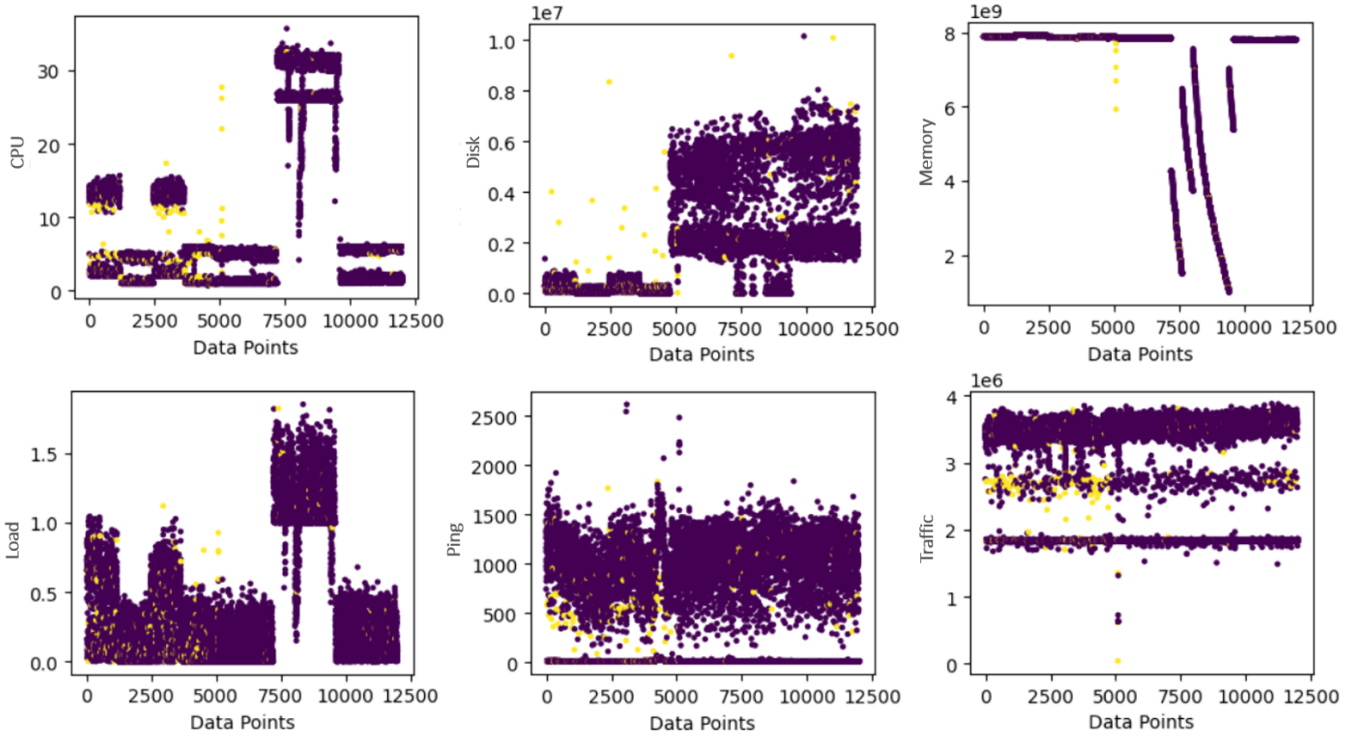 CPU
30
20
10
0
0 2500 5000 7500 10000 12500
Data Points
1e7
Disk
1.0
0.8
0.6
0.4
0.2
0.0
0 2500 5000 7500 10000 12500
Data Points
1e9
Memory
8
6
4
2
0 2500 5000 7500 10000 12500
Data Points
Load
1.5
1.0
0.5
0.0
0 2500 5000 7500 10000 12500
Data Points
Ping
2500
2000
1500
1000
500
0
0 2500 5000 7500 10000 12500
Data Points
1e6
Traffic
4
3
2
1
0
0 2500 5000 7500 10000 12500
Data Points